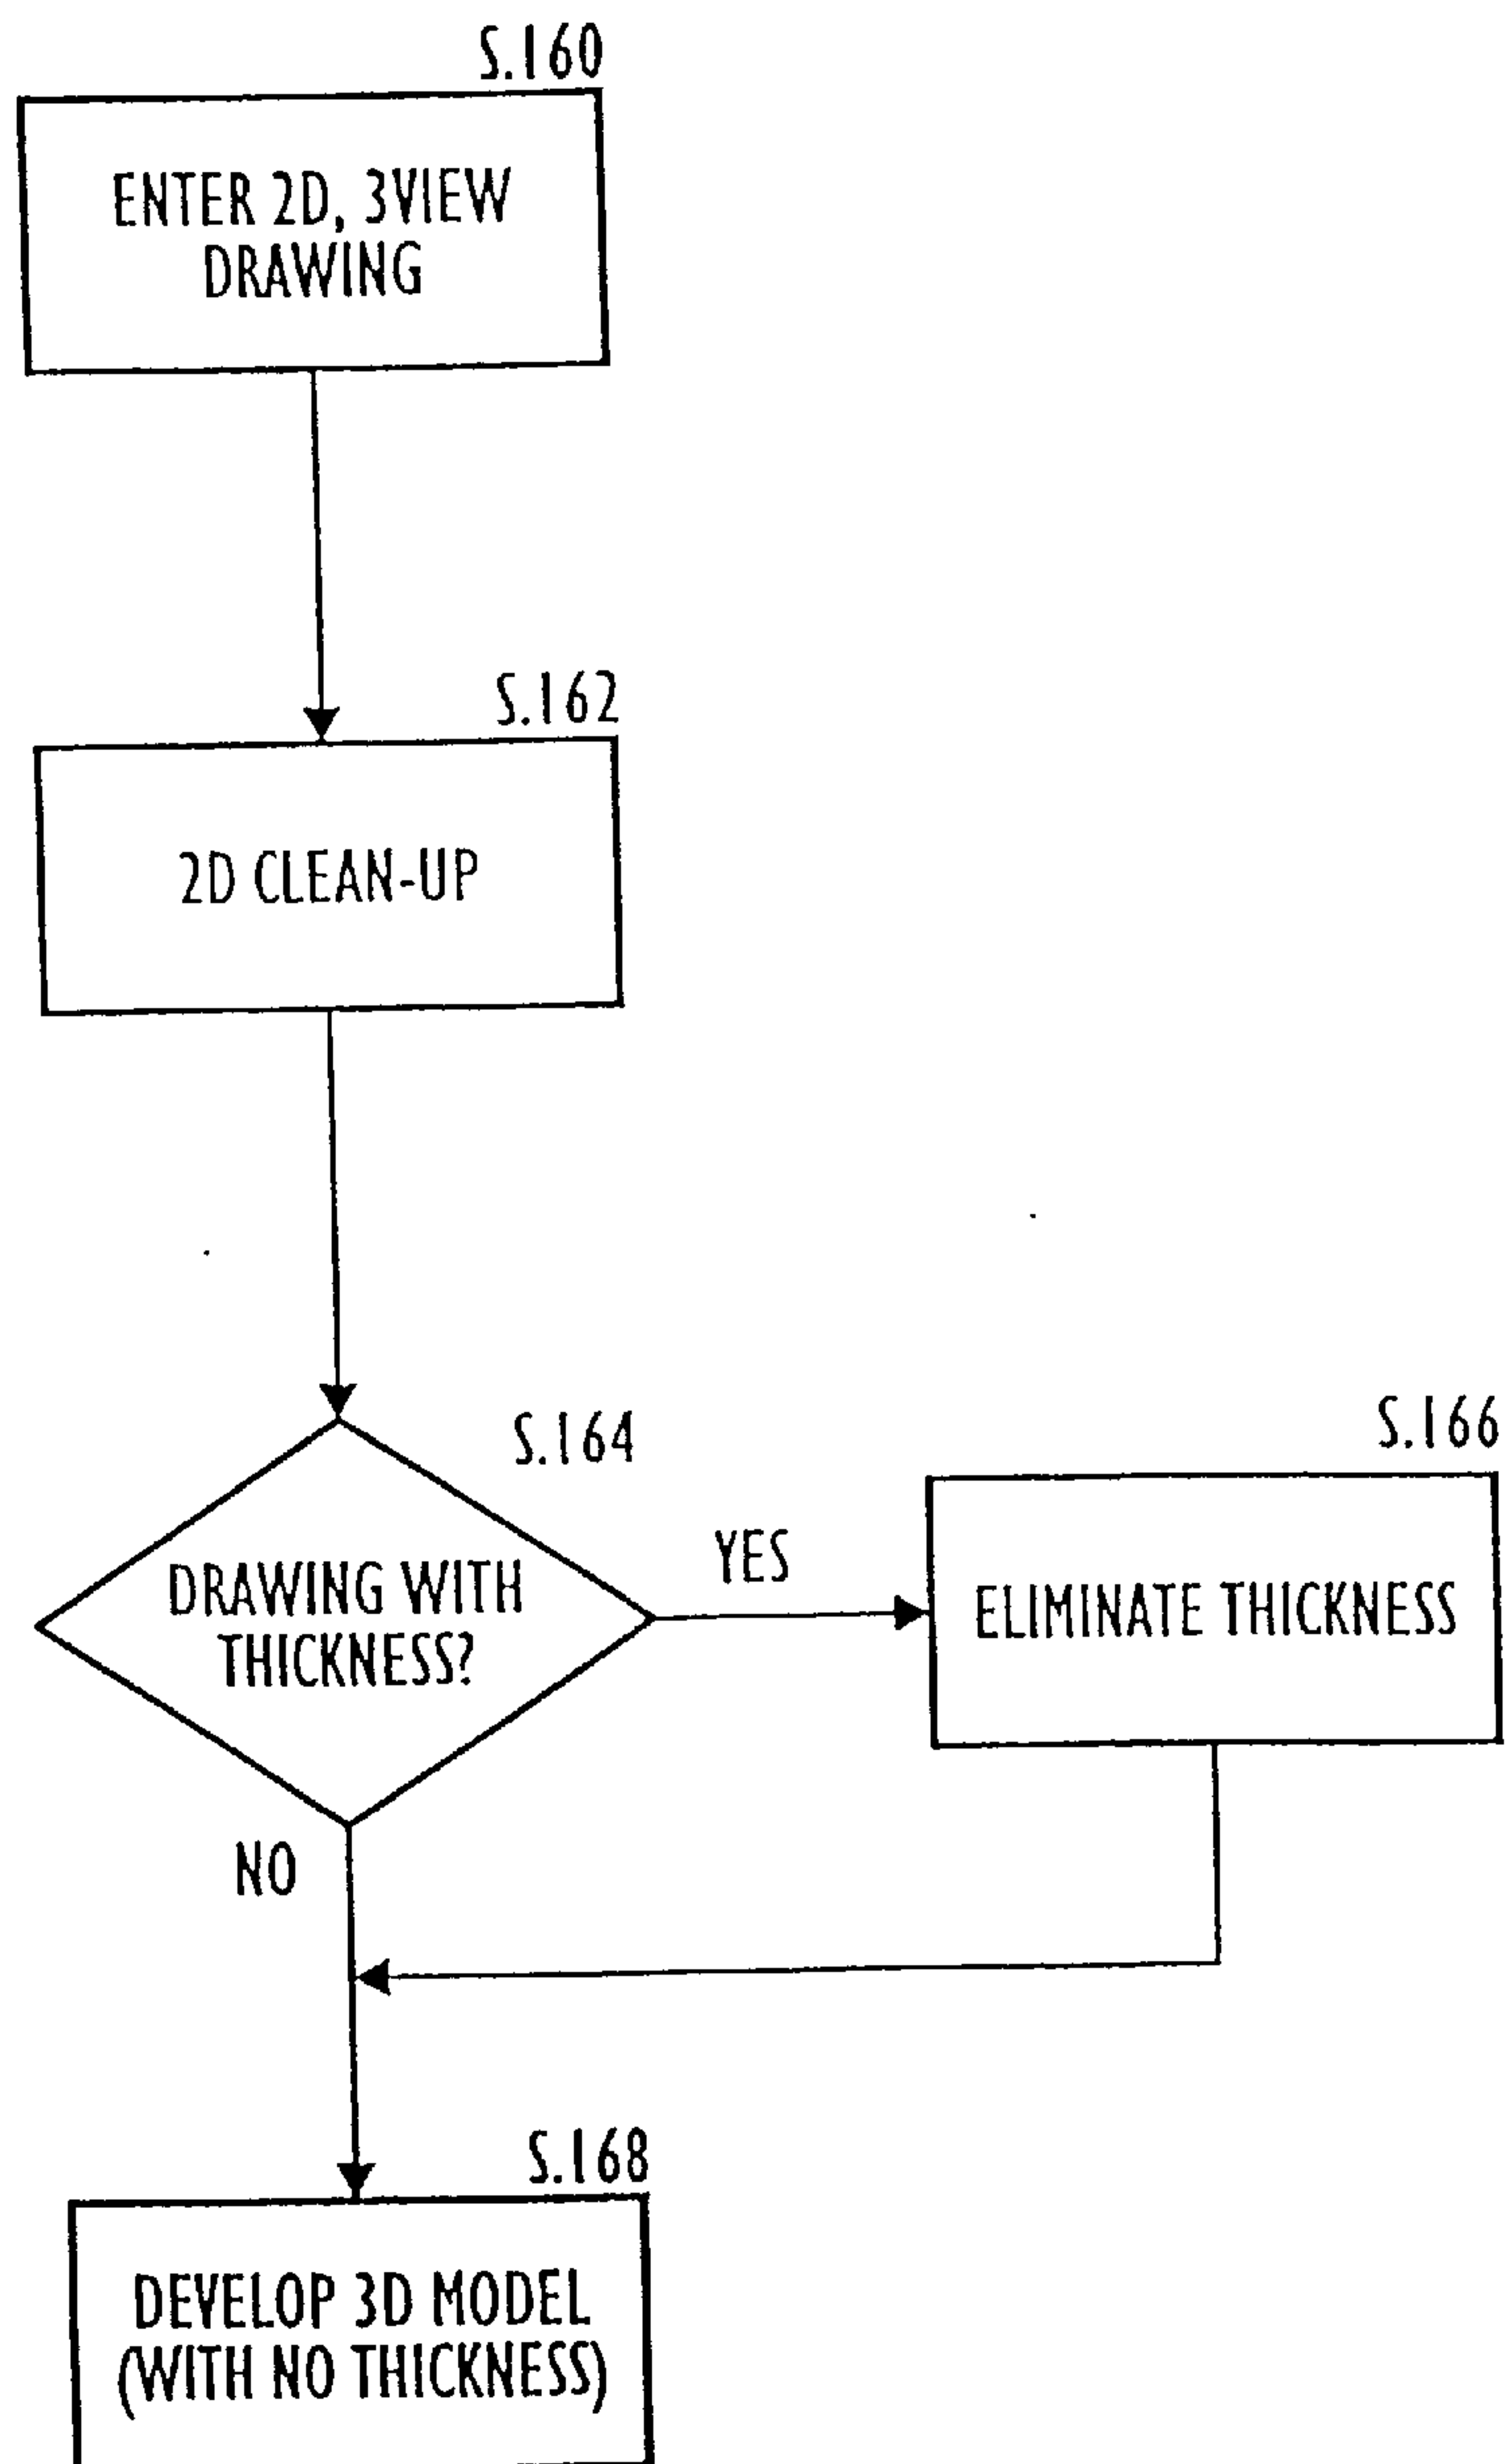 S.160
ENTER 2D, 3VIEW
DRAWING
S.162
2D CLEAN-UP
S.164
DRAWING WITH
THICKNESS?
YES
S.166
ELIMINATE THICKNESS
NO
S.168
DEVELOP 3D MODEL
(WITH NO THICKNESS)